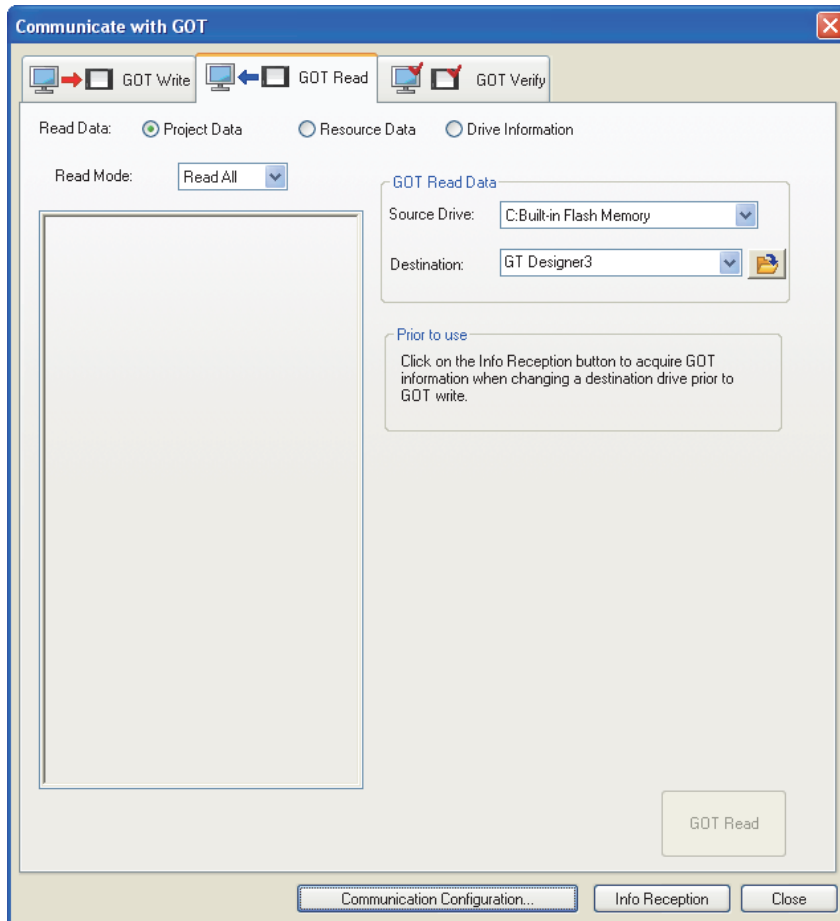 Communicate with GOT
GOT Write
GOT Read
GOT Verify
Read Data:
Project Data
Resource Data
Drive Information
Read Mode:
Read All
GOT Read Data
Source Drive:
C:Built-in Flash Memory
Destination:
GT Designer3
Prior to use
Click on the Info Reception button to acquire GOT
information when changing a destination drive prior to
GOT write.
GOT Read
Communication Configuration...
Info Reception
Close